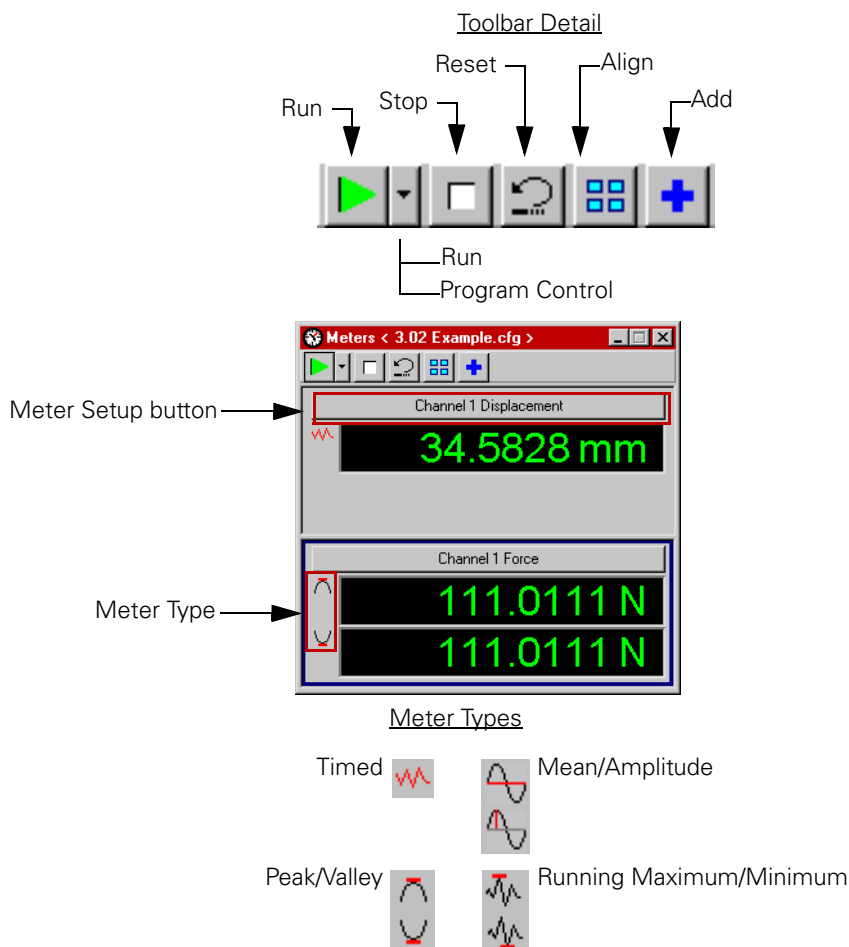 Toolbar Detail
Reset
Align
Run
Stop
Add
Run
Program Control
Meters < 3.02 Example.cfg >
Meter Setup button
Channel 1 Displacement
34.5828 mm
Channel 1 Force
Meter Type
111.0111 N
111.0111 N
Meter Types
Timed
Mean/Amplitude
Peak/Valley
Running Maximum/Minimum